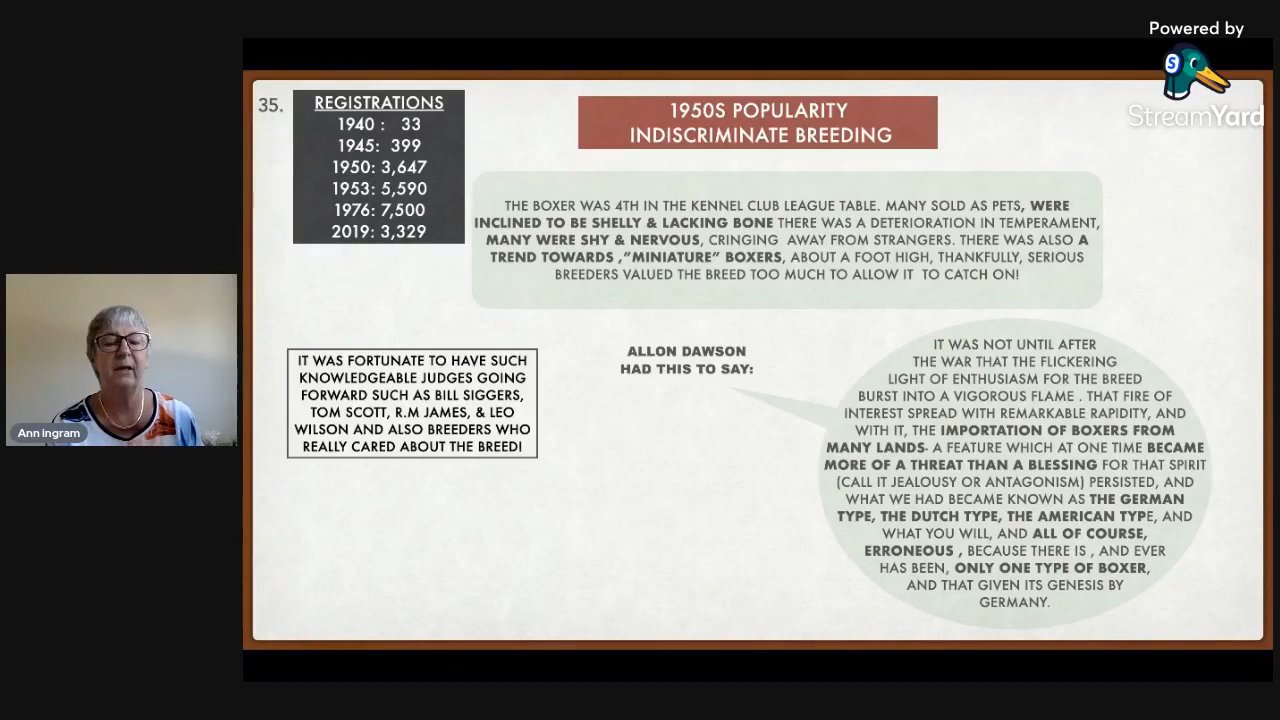 Powered by
StreamYard
35.
REGISTRATIONS
1940 : 33
1945: 399
1950: 3,647
1953: 5,590
1976: 7,500
2019: 3,329
1950S POPULARITY
INDISCRIMINATE BREEDING
THE BOXER WAS 4TH IN THE KENNEL CLUB LEAGUE TABLE. MANY SOLD AS PETS, WERE
INCLINED TO BE SHELLY & LACKING BONE THERE WAS A DETERIORATION IN TEMPERAMENT,
MANY WERE SHY & NERVOUS, CRINGING AWAY FROM STRANGERS. THERE WAS ALSO A
TREND TOWARDS ,"MINIATURE" BOXERS, ABOUT A FOOT HIGH, THANKFULLY, SERIOUS
BREEDERS VALUED THE BREED TOO MUCH TO ALLOW IT TO CATCH ON!
IT WAS FORTUNATE TO HAVE SUCH
KNOWLEDGEABLE JUDGES GOING
FORWARD SUCH AS BILL SIGGERS,
TOM SCOTT, R.M JAMES, & LEO
WILSON AND ALSO BREEDERS WHO
REALLY CARED ABOUT THE BREED!
ALLON DAWSON
HAD THIS TO SAY:
IT WAS NOT UNTIL AFTER
THE WAR THAT THE FLICKERING
LIGHT OF ENTHUSIASM FOR THE BREED
BURST INTO A VIGOROUS FLAME . THAT FIRE OF
INTEREST SPREAD WITH REMARKABLE RAPIDITY, AND
WITH IT, THE IMPORTATION OF BOXERS FROM
MANY LANDS- A FEATURE WHICH AT ONE TIME BECAME
MORE OF A THREAT THAN A BLESSING FOR THAT SPIRIT
(CALL IT JEALOUSY OR ANTAGONISM) PERSISTED, AND
WHAT WE HAD BECAME KNOWN AS THE GERMAN
TYPE, THE DUTCH TYPE, THE AMERICAN TYPE, AND
WHAT YOU WILL, AND ALL OF COURSE,
ERRONEOUS , BECAUSE THERE IS , AND EVER
HAS BEEN, ONLY ONE TYPE OF BOXER,
AND THAT GIVEN ITS GENESIS BY
GERMANY.
Ann Ingram